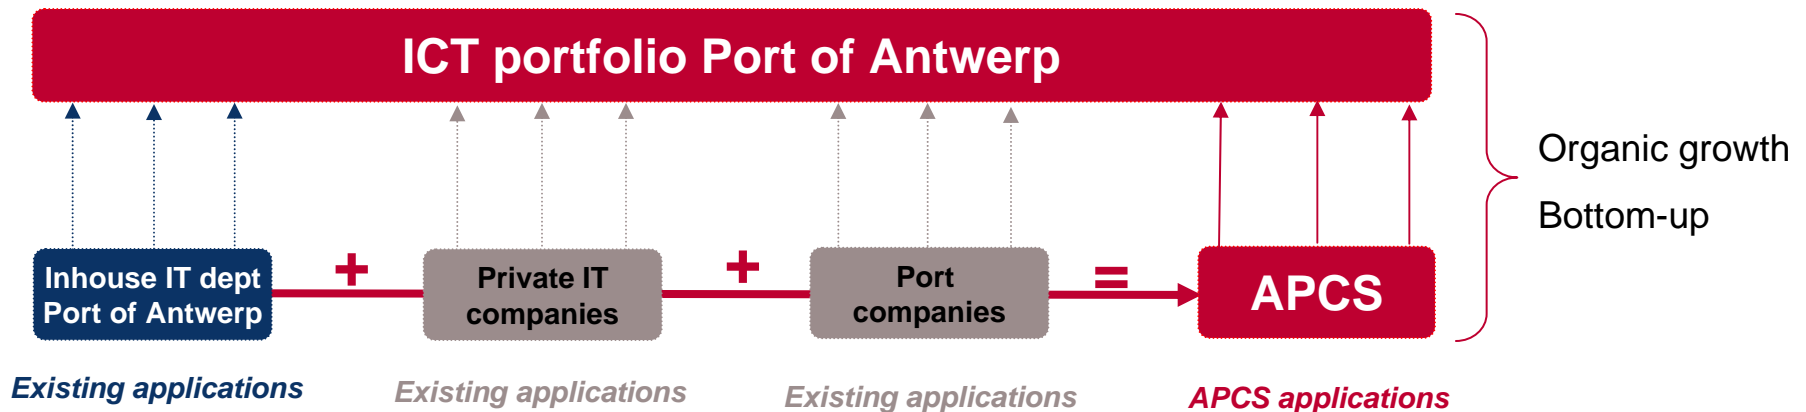 ICT portfolio Port of Antwerp
Organic growth
Bottom-up
Inhouse IT dept
Port of Antwerp
+
Private IT
companies
+
Port
companies
=
APCS
Existing applications
Existing applications
Existing applications
APCS applications